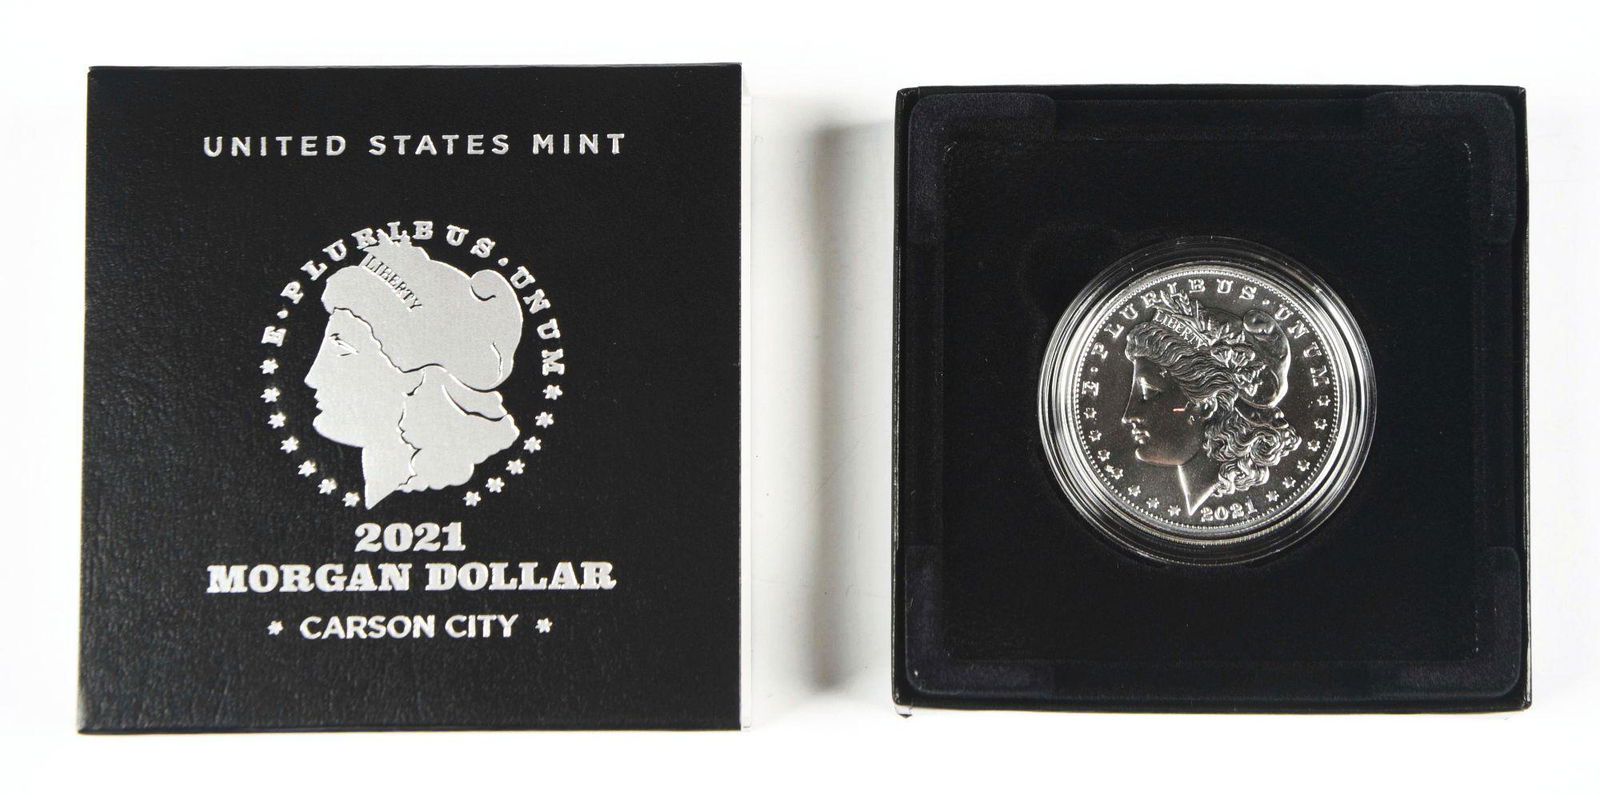 UNITED STATES MINT
E · PLURIBUS · UNUM
LIBERTY
2021
MORGAN DOLLAR
* CARSON CITY *
E · PLURIBUS · UNUM
LIBERTY
2021